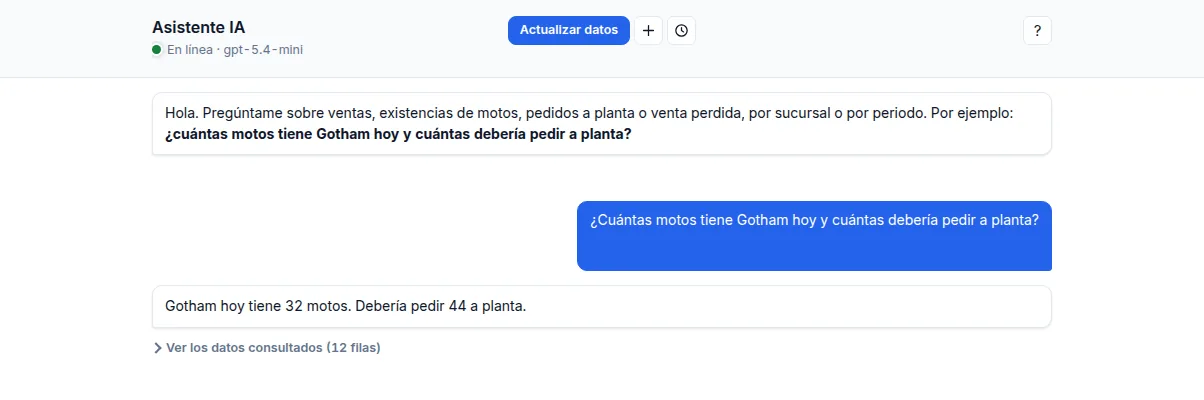 Asistente IA
En línea · gpt-5.4-mini
Actualizar datos
+
?
Hola. Pregúntame sobre ventas, existencias de motos, pedidos a planta o venta perdida, por sucursal o por periodo. Por ejemplo:
¿cuántas motos tiene Gotham hoy y cuántas debería pedir a planta?
¿Cuántas motos tiene Gotham hoy y cuántas debería pedir a planta?
Gotham hoy tiene 32 motos. Debería pedir 44 a planta.
Ver los datos consultados (12 filas)